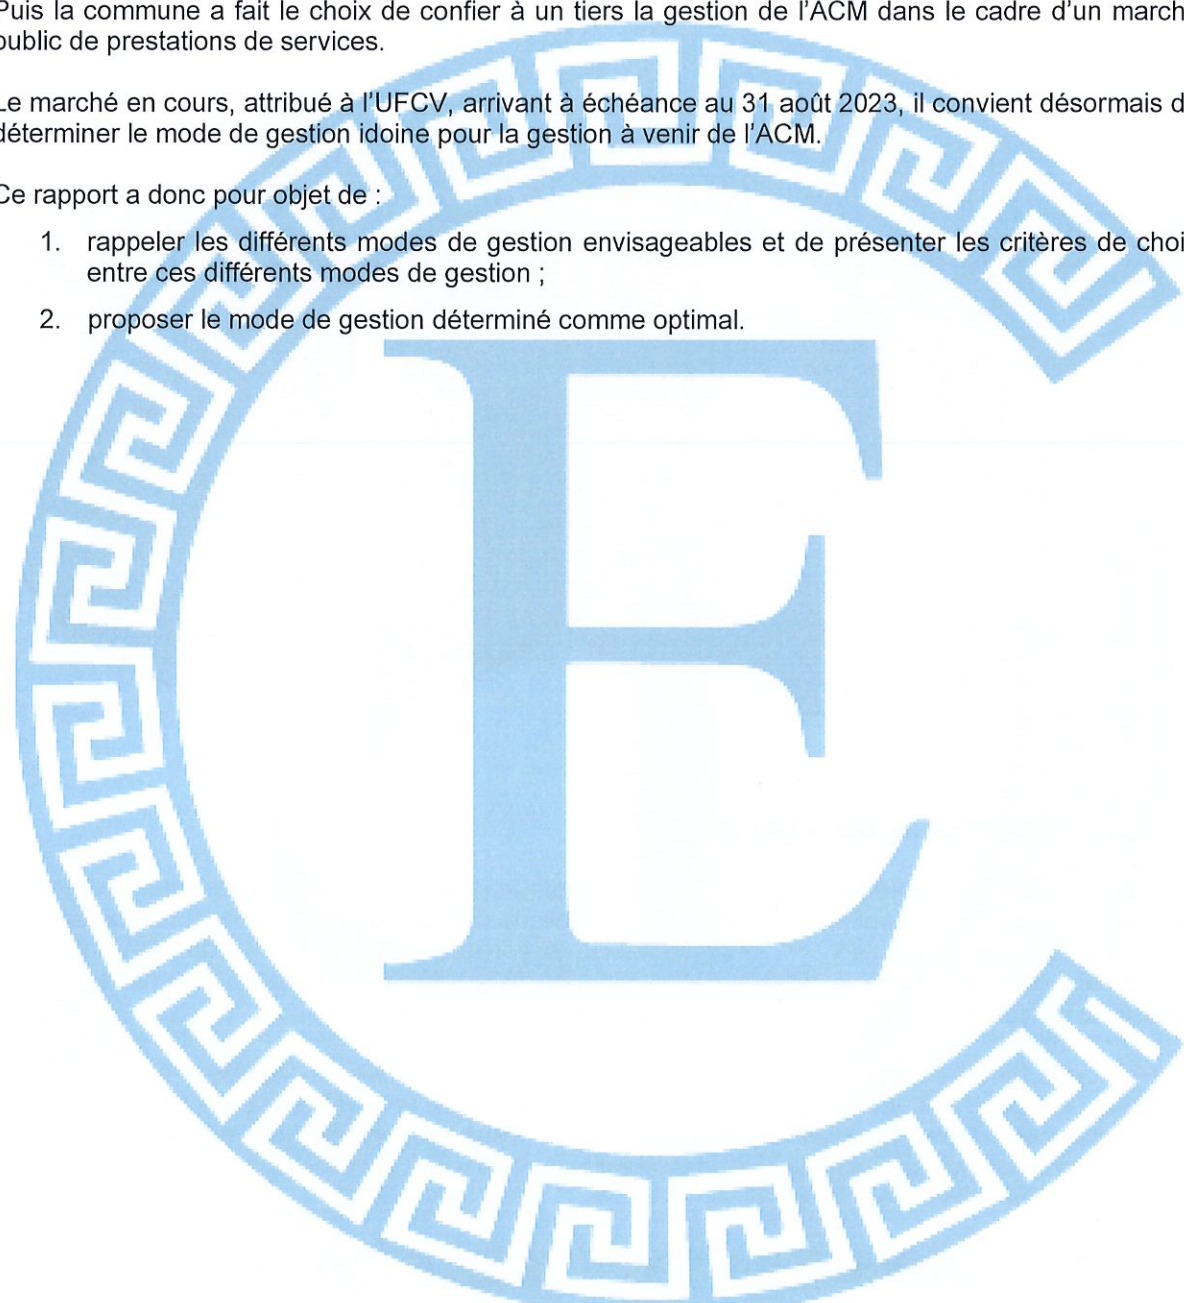 Puis la commune a fait le choix de confier à un tiers la gestion de l'ACM dans le cadre d'un march
public de prestations de services.
Le marché en cours, attribué à l'UFCV, arrivant à échéance au 31 août 2023, il convient désormais d
déterminer le mode de gestion idoine pour la gestion à venir de l'ACM.
Ce rapport a donc pour objet de :
1. rappeler les différents modes de gestion envisageables et de présenter les critères de choi
entre ces différents modes de gestion ;
2. proposer le mode de gestion déterminé comme optimal.
E